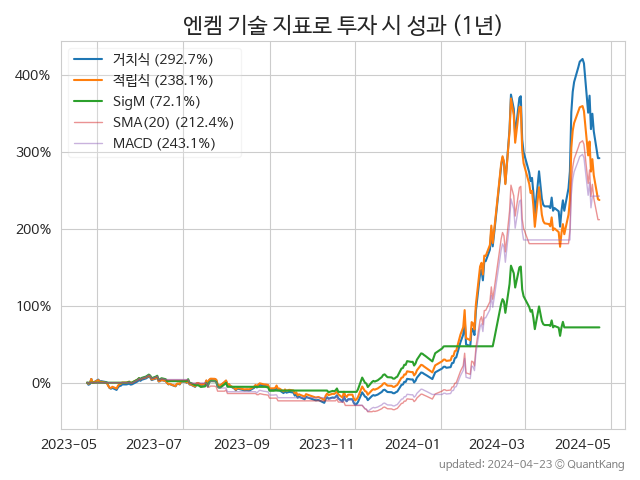 엔켐 기술 지표로 투자 시 성과 (1년)
거치식 (292.7%)
적립식 (238.1%)
SigM (72.1%)
SMA(20) (212.4%)
MACD (243.1%)
400%
300%
200%
100%
0%
2023-05 2023-07 2023-09 2023-11 2024-01 2024-03 2024-05
updated: 2024-04-23 © QuantKang